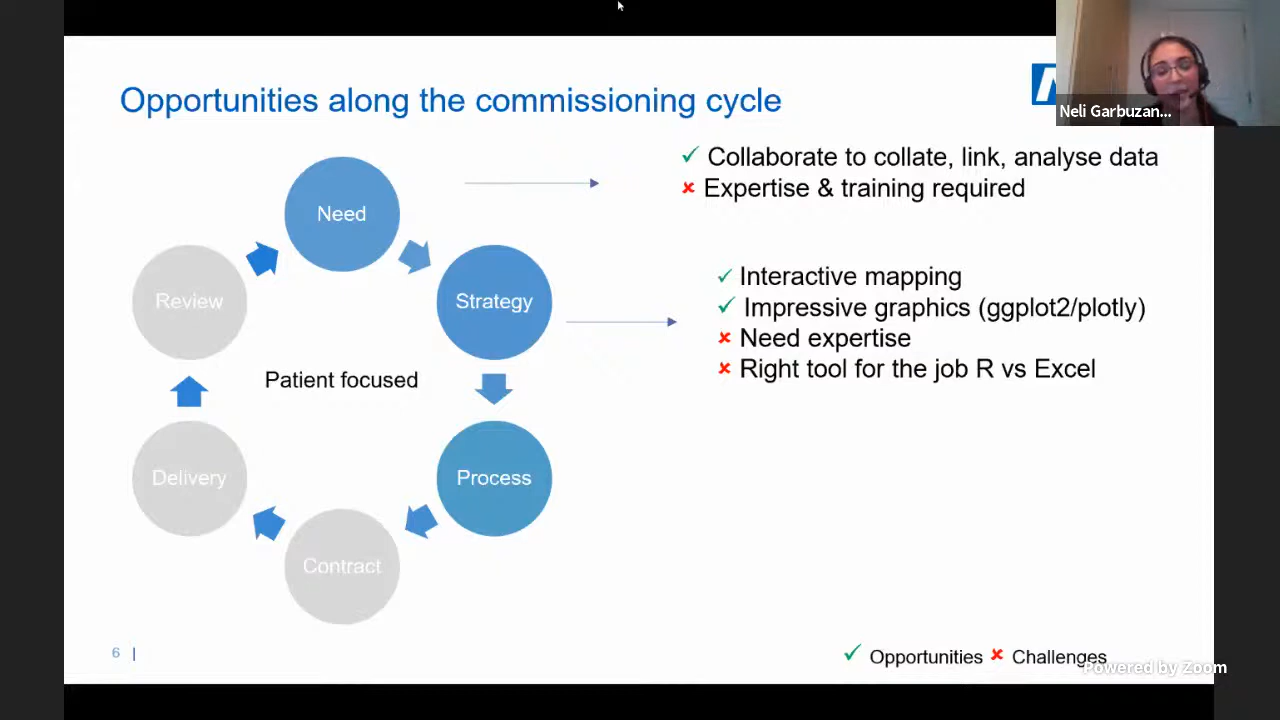 Opportunities along the commissioning cycle
Neli Garbuzan...
Need
Strategy
Process
Contract
Delivery
Review
Patient focused
✓ Collaborate to collate, link, analyse data
✗ Expertise & training required
✓ Interactive mapping
✓ Impressive graphics (ggplot2/plotly)
✗ Need expertise
✗ Right tool for the job R vs Excel
6 |
✓ Opportunities ✗ Challenges
Powered by Zoom